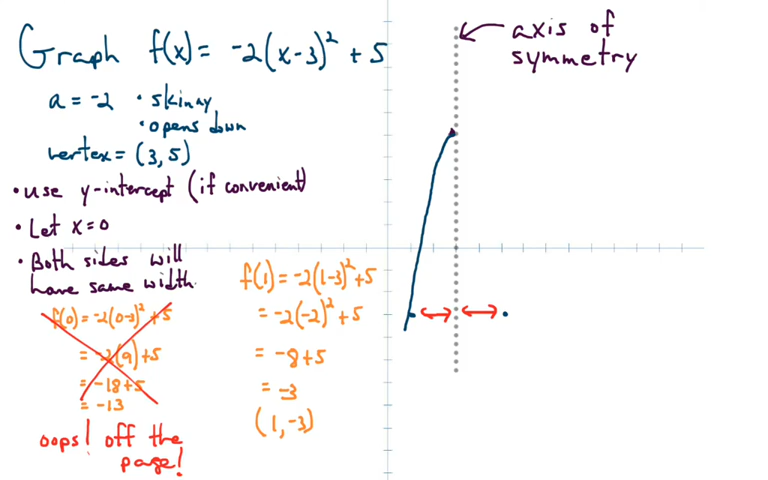 Graph f(x) = -2(x-3)² + 5
a = -2 • skinny
• opens down
vertex = (3, 5)
• use y-intercept (if convenient)
• Let x=0
• Both sides will
have same width.
f(0) = -2(0-3)² + 5
= -2(9) + 5
= -18+5
= -13
oops! off the
page!
f(1) = -2(1-3)² + 5
= -2(-2)² + 5
= -8+5
= -3
(1, -3)
axis of
symmetry